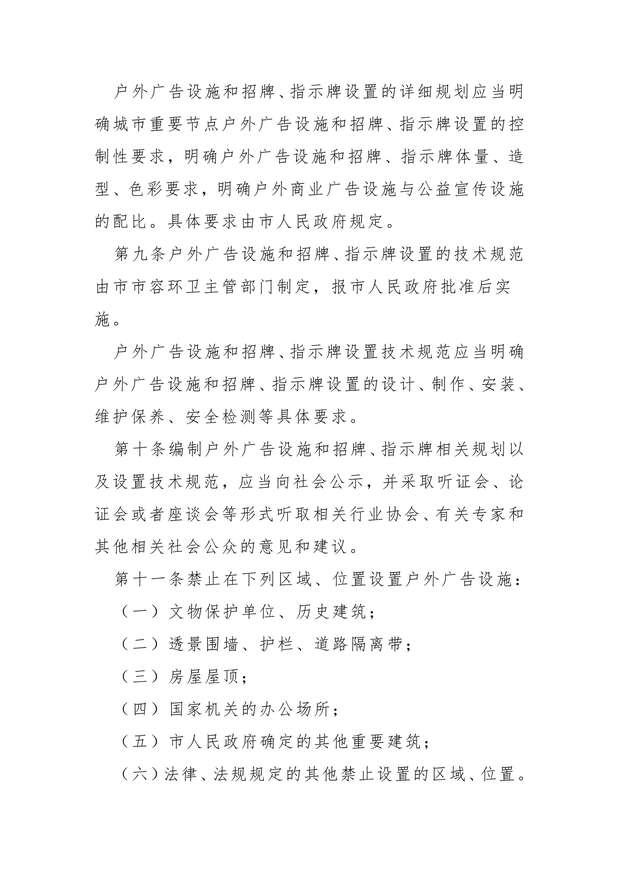 户外广告设施和招牌、指示牌设置的详细规划应当明
确城市重要节点户外广告设施和招牌、指示牌设置的控
制性要求，明确户外广告设施和招牌、指示牌体量、造
型、色彩要求，明确户外商业广告设施与公益宣传设施
的配比。具体要求由市人民政府规定。
第九条户外广告设施和招牌、指示牌设置的技术规范
由市市容环卫主管部门制定，报市人民政府批准后实
施。
户外广告设施和招牌、指示牌设置技术规范应当明确
户外广告设施和招牌、指示牌设置的设计、制作、安装、
维护保养、安全检测等具体要求。
第十条编制户外广告设施和招牌、指示牌相关规划以
及设置技术规范，应当向社会公示，并采取听证会、论
证会或者座谈会等形式听取相关行业协会、有关专家和
其他相关社会公众的意见和建议。
第十一条禁止在下列区域、位置设置户外广告设施：
（一）文物保护单位、历史建筑；
（二）透景围墙、护栏、道路隔离带；
（三）房屋屋顶；
（四）国家机关的办公场所；
（五）市人民政府确定的其他重要建筑；
（六）法律、法规规定的其他禁止设置的区域、位置。